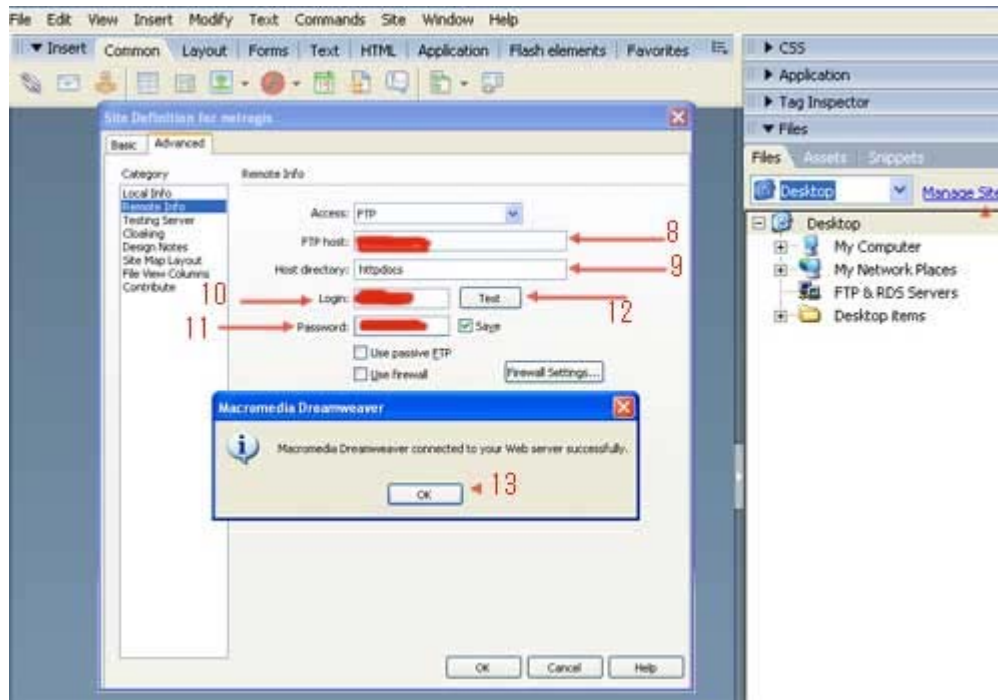 File Edit View Insert Modify Text Commands Site Window Help
Insert Common Layout Forms Text HTML Application Flash elements Favorites
CSS
Application
Tag Inspector
Files
Files Assets Snippets
Desktop Manage Site
Desktop
My Computer
My Network Places
FTP & RDS Servers
Desktop items
Site Definition for netregis
Basic Advanced
Category
Local Info
Remote Info
Testing Server
Cloaking
Design Notes
Site Map Layout
File View Columns
Contribute
Remote Info
Access: FTP
FTP host: 8
Host directory: httpdocs 9
10 Login: Test 12
11 Password: Save
Use passive FTP
Use firewall Firewall Settings...
Macromedia Dreamweaver
Macromedia Dreamweaver connected to your Web server successfully.
OK 13
OK Cancel Help